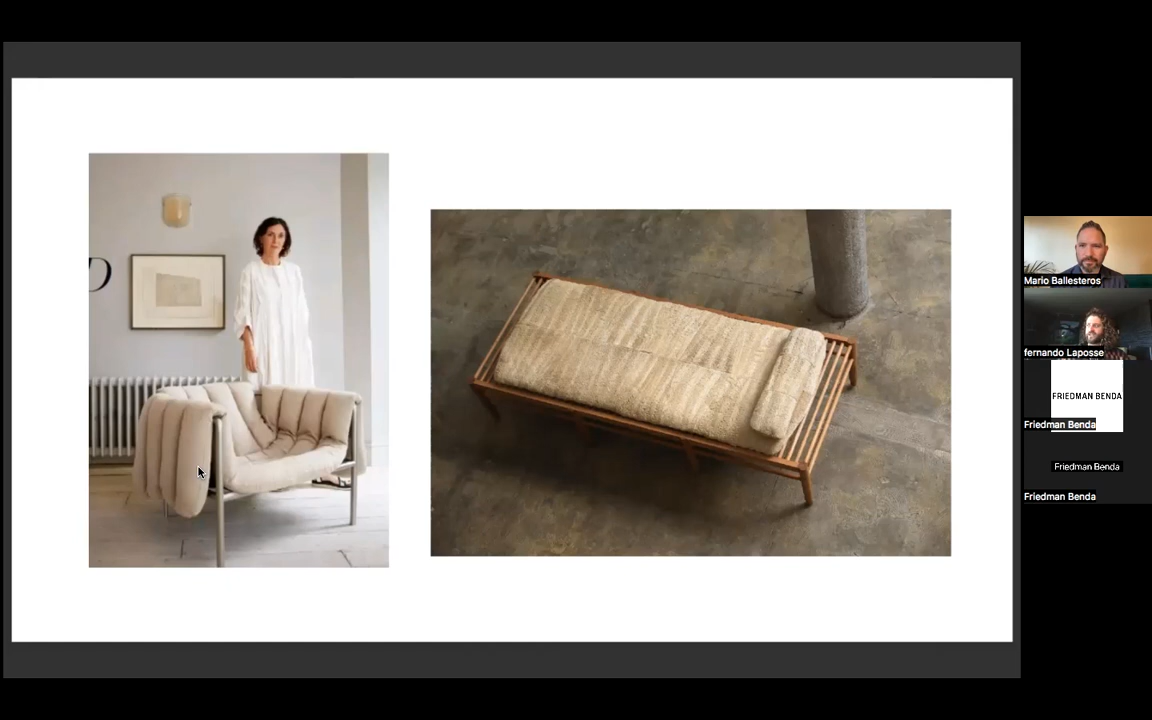 Mario Ballesteros
fernando Laposse
FRIEDMAN BENDA
Friedman Benda
Friedman Benda
Friedman Benda